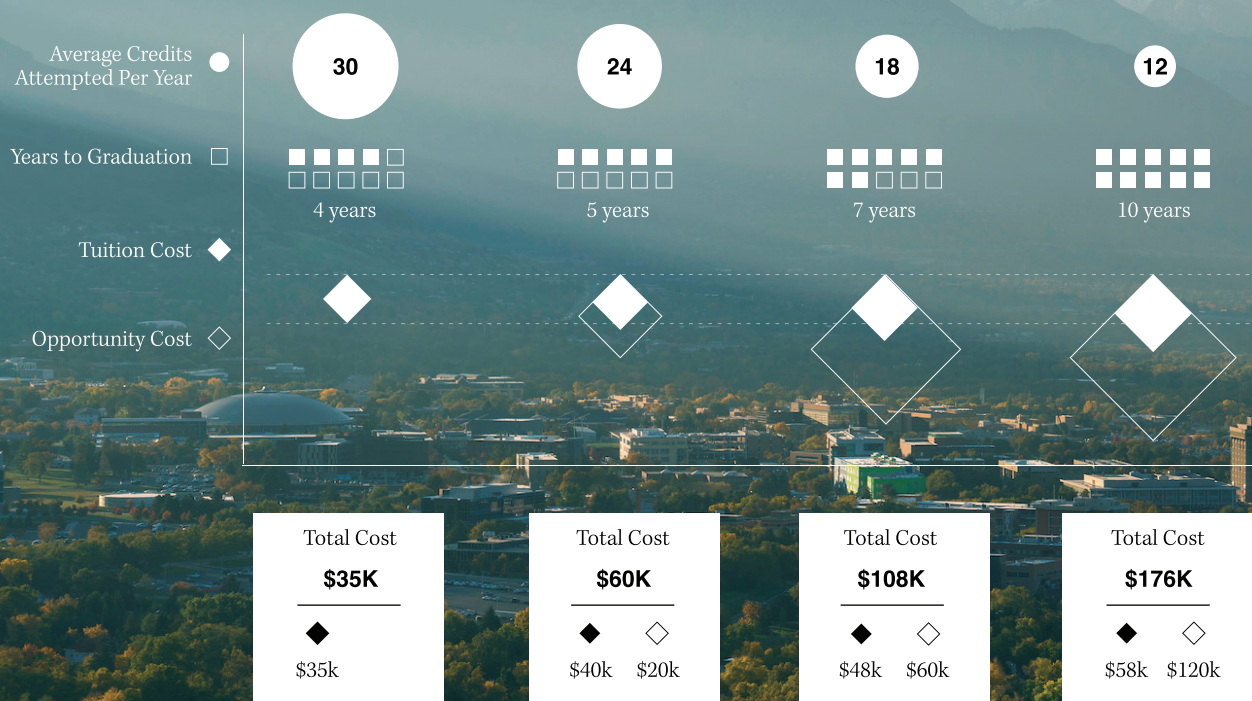 Average Credits
Attempted Per Year
30
24
18
12
Years to Graduation
4 years
5 years
7 years
10 years
Tuition Cost
Opportunity Cost
Total Cost
$35K
$35k
Total Cost
$60K
$40k $20k
Total Cost
$108K
$48k $60k
Total Cost
$176K
$58k $120k